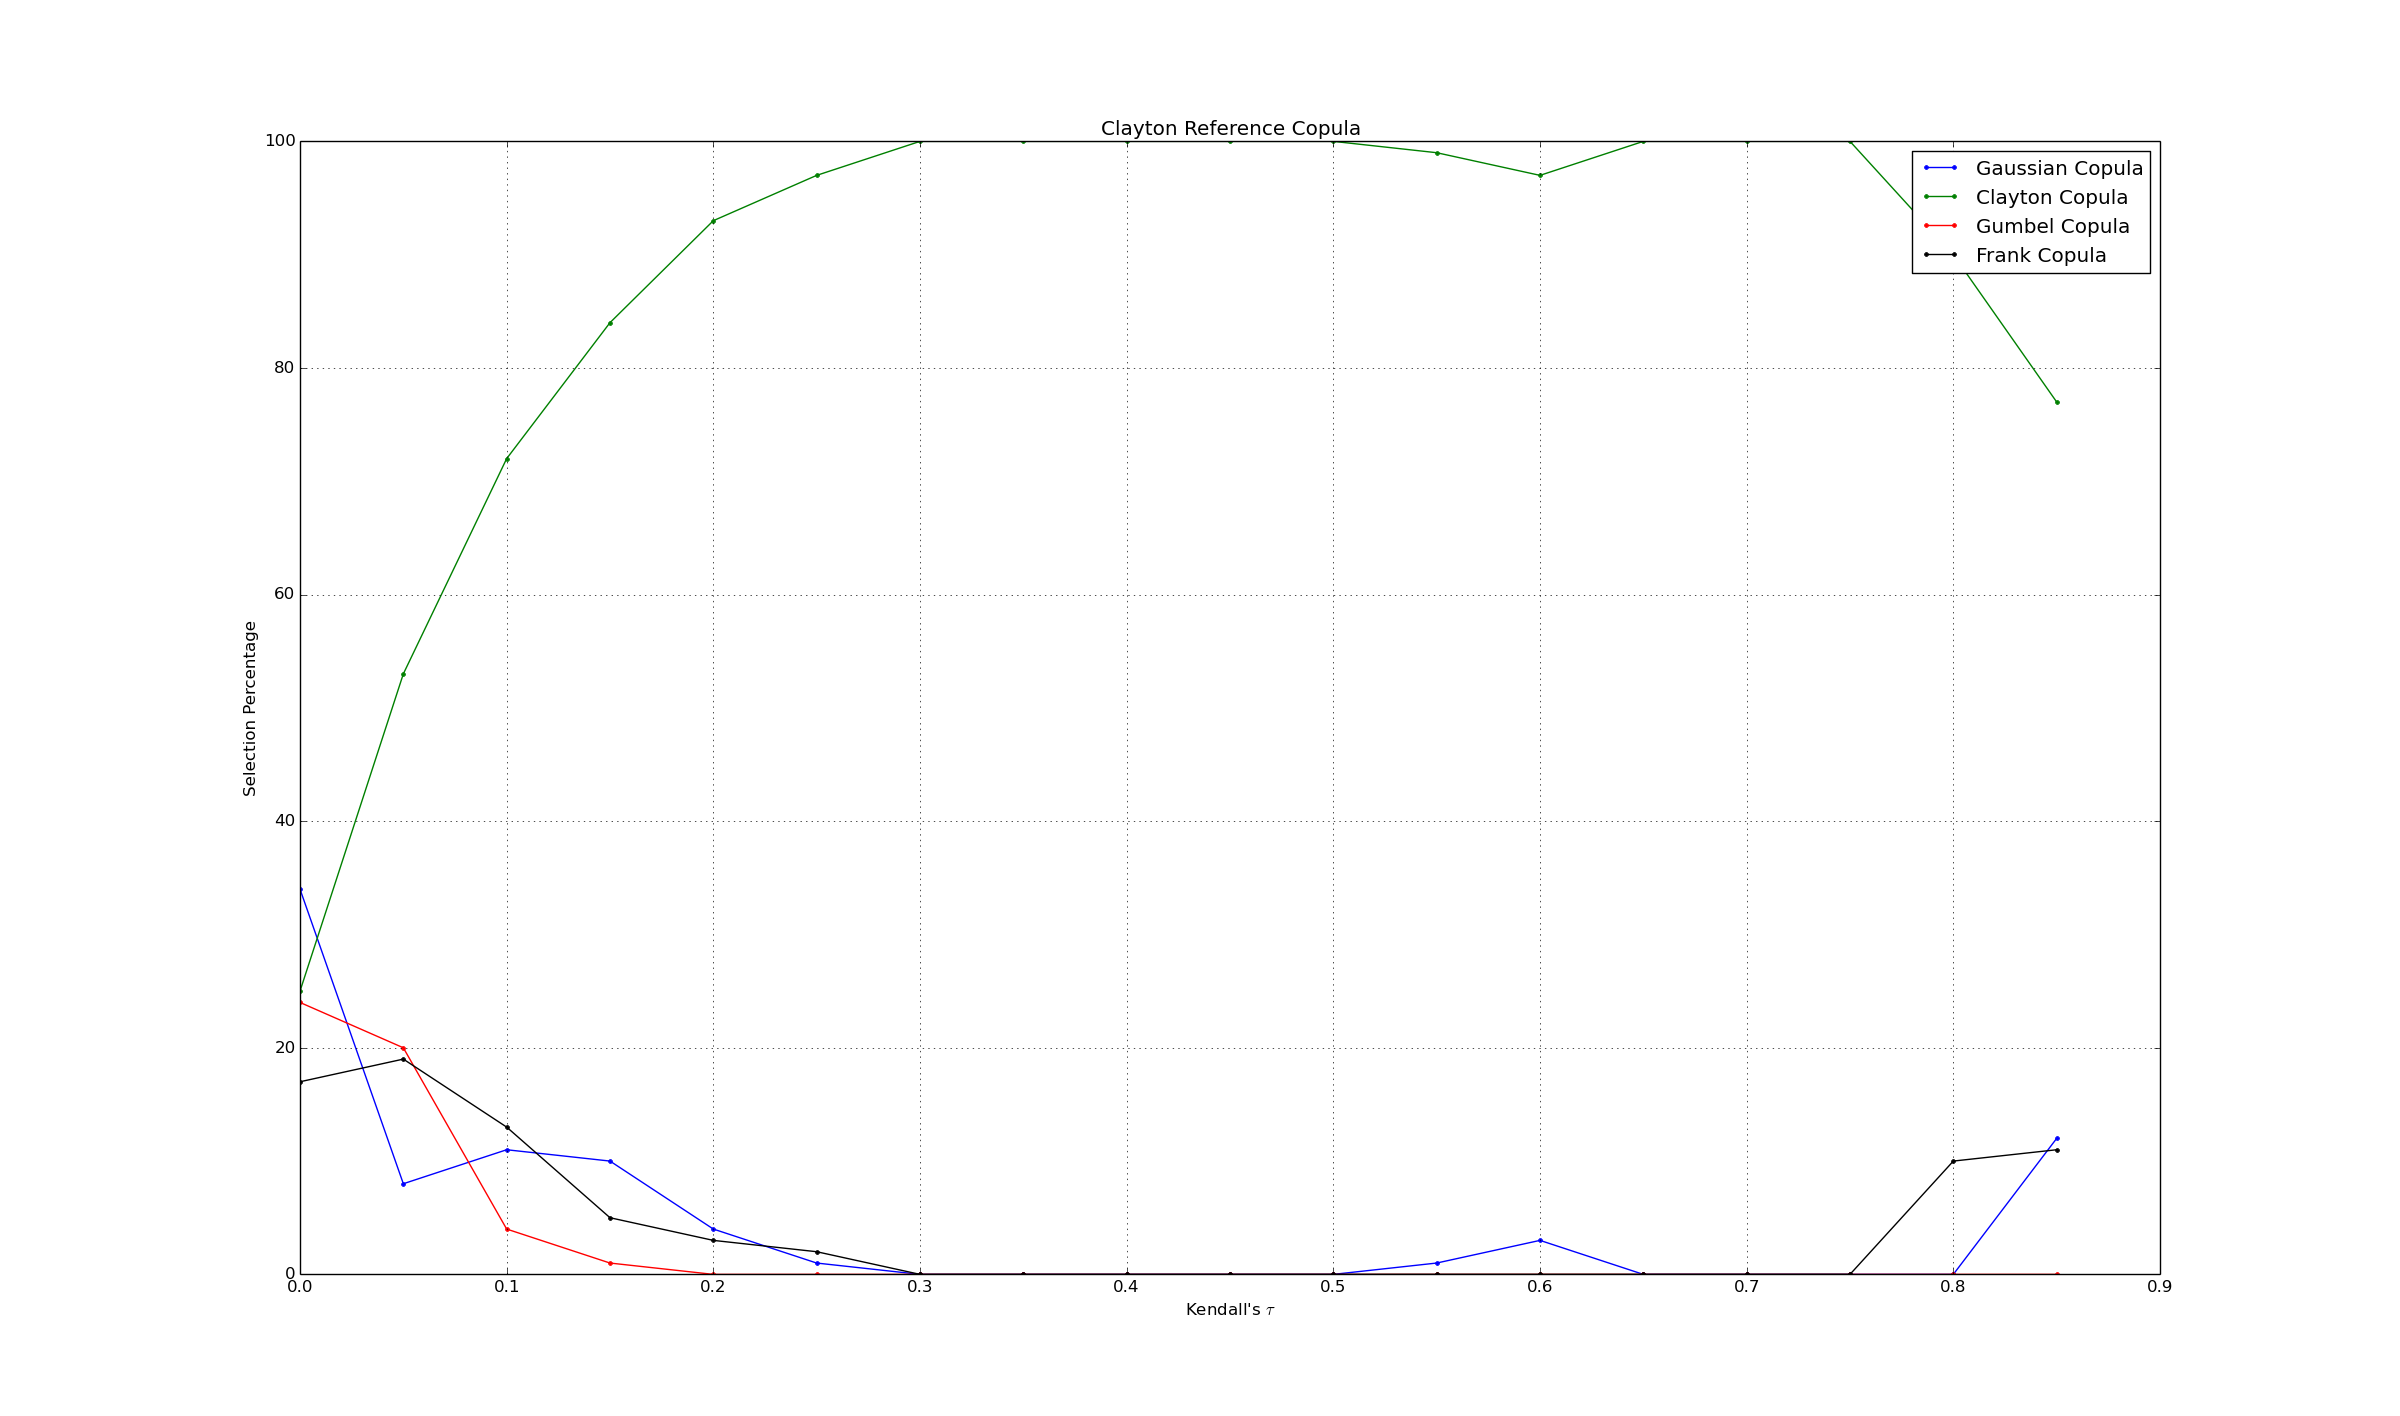 Clayton Reference Copula
100
80
60
40
20
0
Selection Percentage
Gaussian Copula
Clayton Copula
Gumbel Copula
Frank Copula
0.0 0.1 0.2 0.3 0.4 0.5 0.6 0.7 0.8 0.9
Kendall's τ